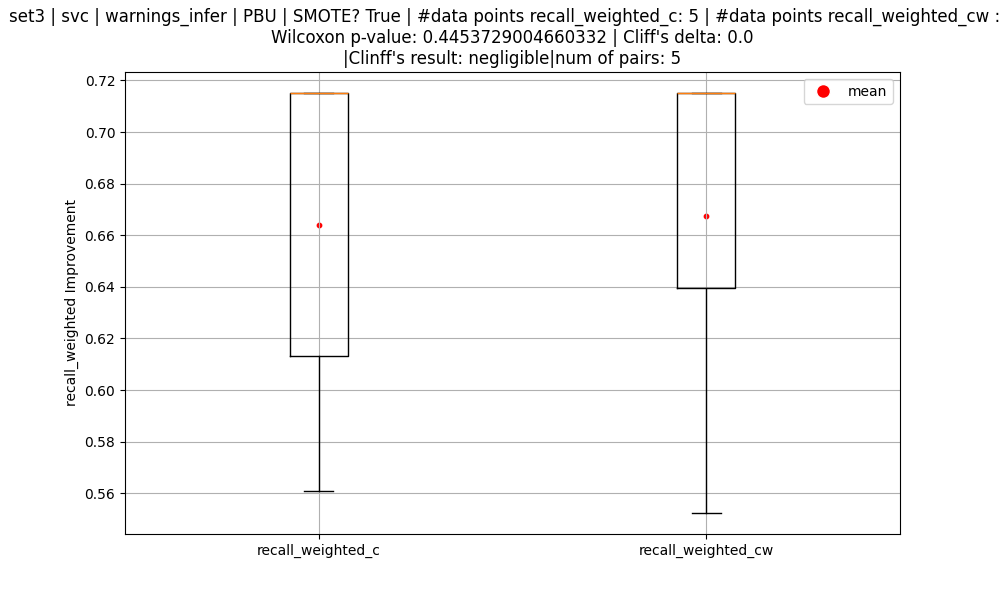 set3 | svc | warnings_infer | PBU | SMOTE? True | #data points recall_weighted_c: 5 | #data points recall_weighted_cw :
Wilcoxon p-value: 0.4453729004660332 | Cliff's delta: 0.0
|Clinff's result: negligible|num of pairs: 5
mean
0.72
0.70
0.68
0.66
0.64
0.62
0.60
0.58
0.56
recall_weighted Improvement
recall_weighted_c
recall_weighted_cw